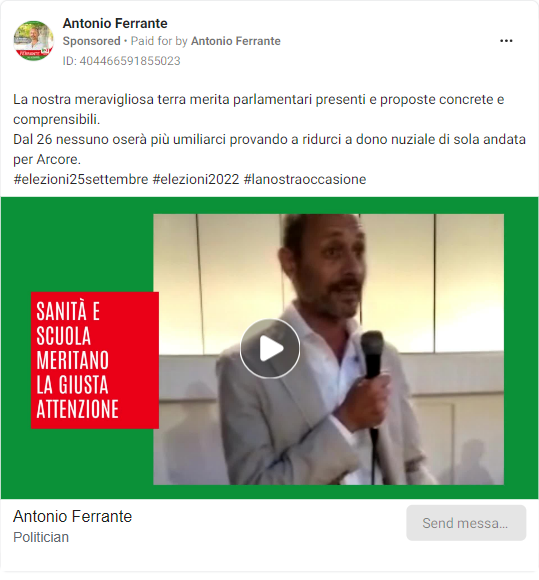 Antonio Ferrante
Sponsored • Paid for by Antonio Ferrante
ID: 404466591855023
La nostra meravigliosa terra merita parlamentari presenti e proposte concrete e
comprensibili.
Dal 26 nessuno oserà più umiliarci provando a ridurci a dono nuziale di sola andata
per Arcore.
#elezioni25settembre #elezioni2022 #lanostraoccasione
SANITÀ E
SCUOLA
MERITANO
LA GIUSTA
ATTENZIONE
Antonio Ferrante
Politician
Send messa...